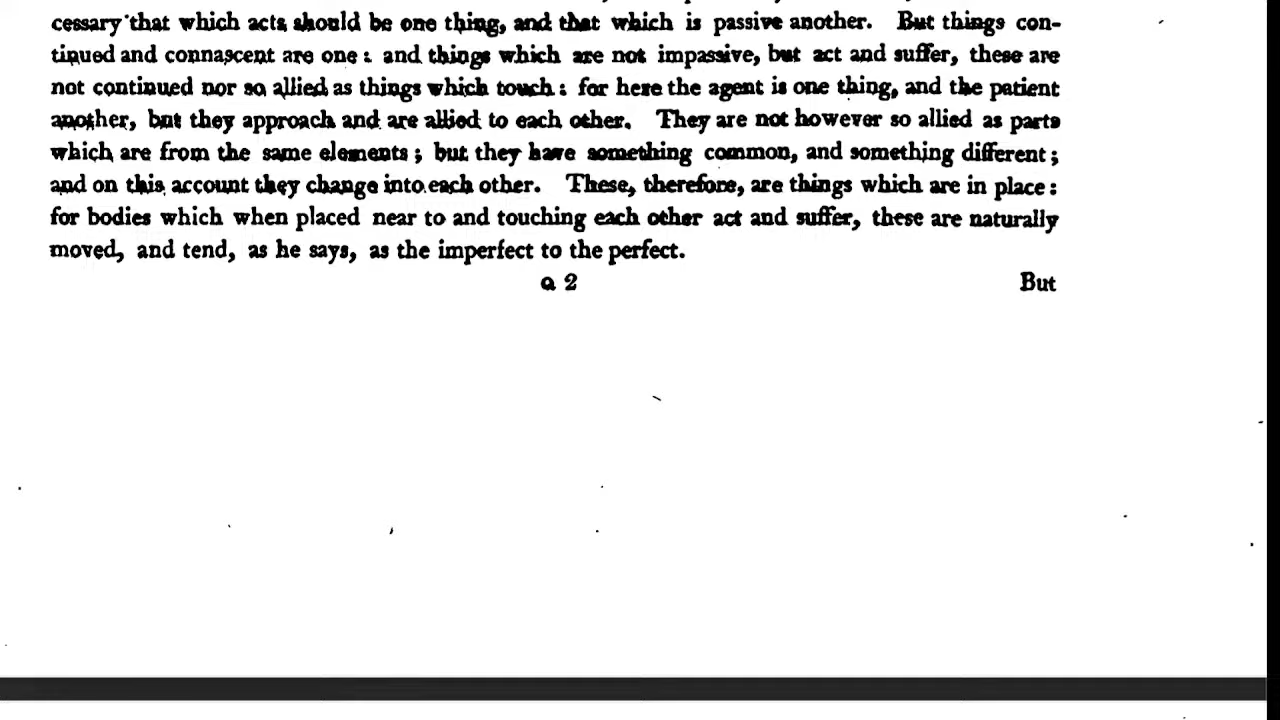 cessary that which acts should be one thing, and that which is passive another. But things con-
tinued and connascent are one: and things which are not impassive, but act and suffer, these are
not continued nor so allied as things which touch: for here the agent is one thing, and the patient
another, but they approach and are allied to each other. They are not however so allied as parts
which are from the same elements; but they have something common, and something different;
and on this account they change into each other. These, therefore, are things which are in place:
for bodies which when placed near to and touching each other act and suffer, these are naturally
moved, and tend, as he says, as the imperfect to the perfect.
Q 2 But